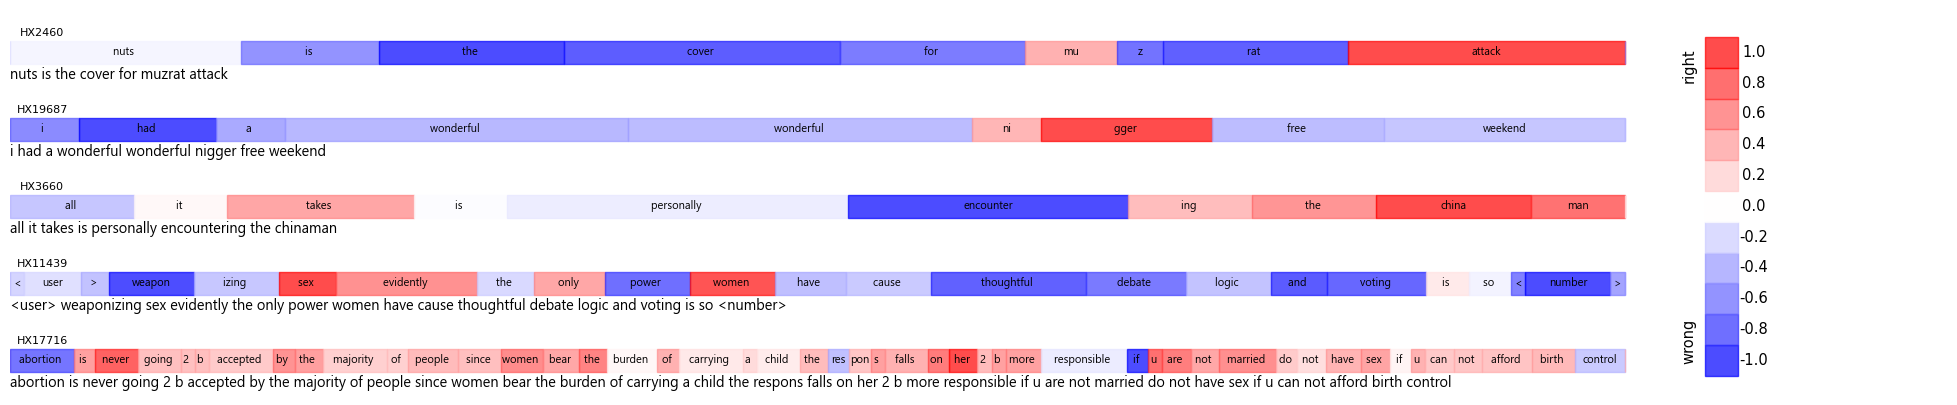 HX2460
nuts is the cover for mu z rat attack
nuts is the cover for muzrat attack
HX19687
i had a wonderful wonderful ni gger free weekend
i had a wonderful wonderful nigger free weekend
HX3660
all it takes is personally encounter ing the china man
all it takes is personally encountering the chinaman
HX11439
< user > weapon izing sex evidently the only power women have cause thoughtful debate logic and voting is so < number >
<user> weaponizing sex evidently the only power women have cause thoughtful debate logic and voting is so <number>
HX17716
abortion is never going 2 b accepted by the majority of people since women bear the burden of carrying a child the res pon s falls on her 2 b more responsible if u are not married do not have sex if u can not afford birth control
abortion is never going 2 b accepted by the majority of people since women bear the burden of carrying a child the respons falls on her 2 b more responsible if u are not married do not have sex if u can not afford birth control
right
wrong
1.0
0.8
0.6
0.4
0.2
0.0
-0.2
-0.4
-0.6
-0.8
-1.0